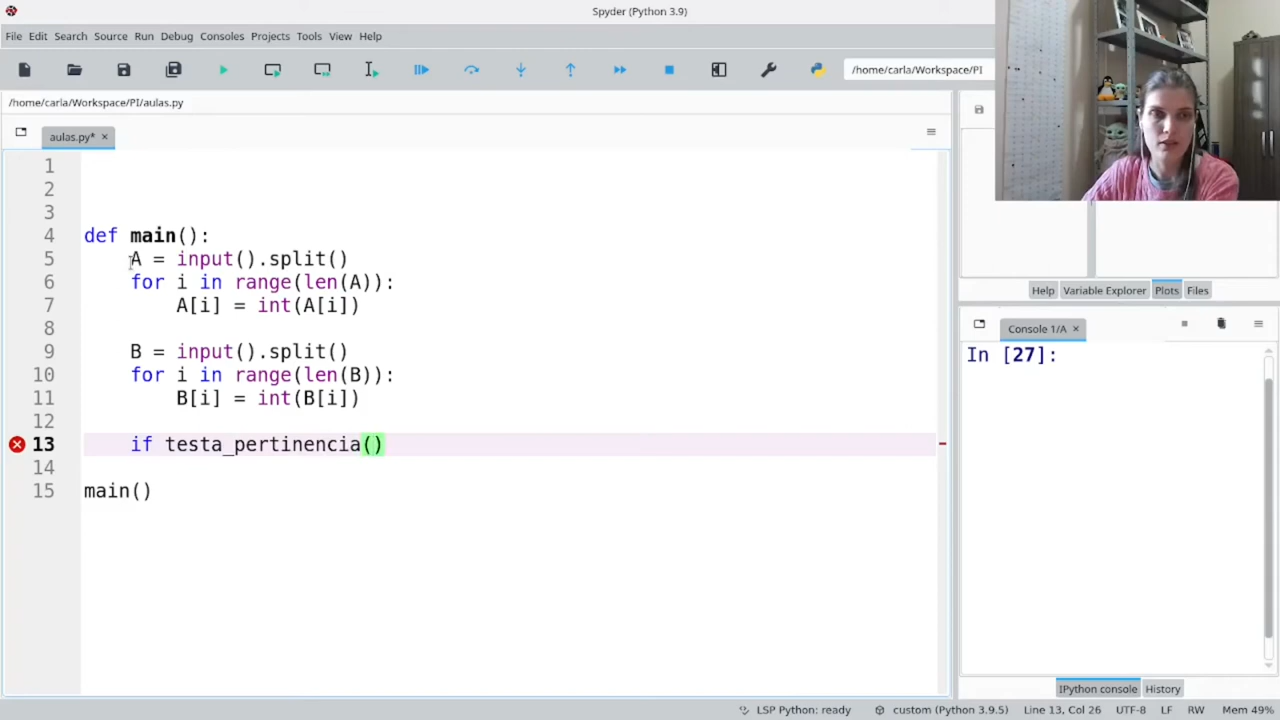 Spyder (Python 3.9)
File Edit Search Source Run Debug Consoles Projects Tools View Help
/home/carla/Workspace/PI
/home/carla/Workspace/PI/aulas.py
aulas.py*
1
2
3
4 def main():
5 A = input().split()
6 for i in range(len(A)):
7 A[i] = int(A[i])
8
9 B = input().split()
10 for i in range(len(B)):
11 B[i] = int(B[i])
12
13 if testa_pertinencia()
14
15 main()
Help Variable Explorer Plots Files
Console 1/A
In [27]:
IPython console History
LSP Python: ready custom (Python 3.9.5) Line 13, Col 26 UTF-8 LF RW Mem 49%